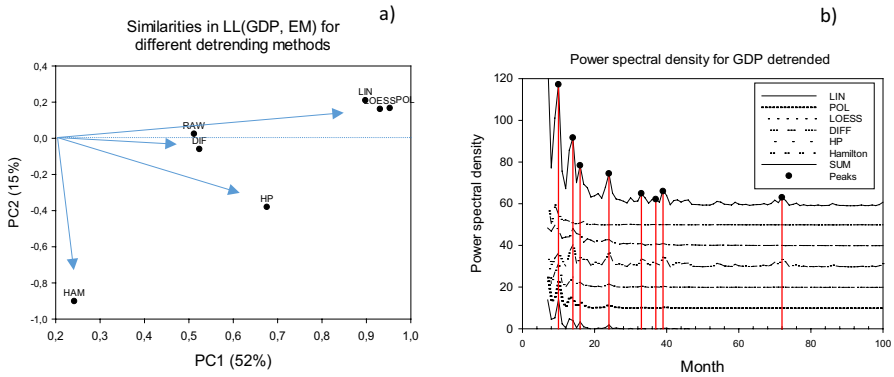 a)
Similarities in LL(GDP, EM) for
different detrending methods
0,4
0,2
0,0
-0,2
-0,4
-0,6
-0,8
-1,0
PC2 (15%)
LIN
LOESS POL
RAW
DIF
HP
HAM
0,2 0,3 0,4 0,5 0,6 0,7 0,8 0,9 1,0
PC1 (52%)
b)
Power spectral density for GDP detrended
120
100
80
60
40
20
0
Power spectral density
LIN
POL
LOESS
DIFF
HP
Hamilton
SUM
Peaks
0 20 40 60 80 100
Month